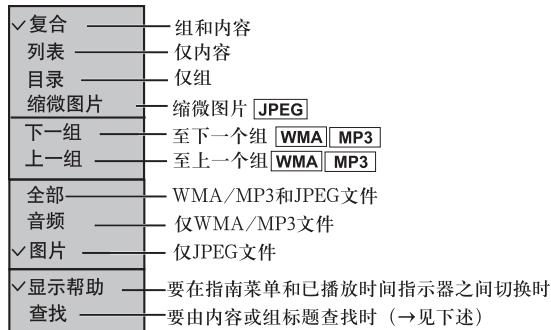 ✓复合 组和内容
列表 仅内容
目录 仅组
缩微图片 缩微图片 JPEG
下一组 至下一个组 WMA MP3
上一组 至上一个组 WMA MP3
全部 WMA/MP3和JPEG文件
音频 仅WMA/MP3文件
✓图片 仅JPEG文件
✓显示帮助 要在指南菜单和已播放时间指示器之间切换时
查找 要由内容或组标题查找时（→见下述）